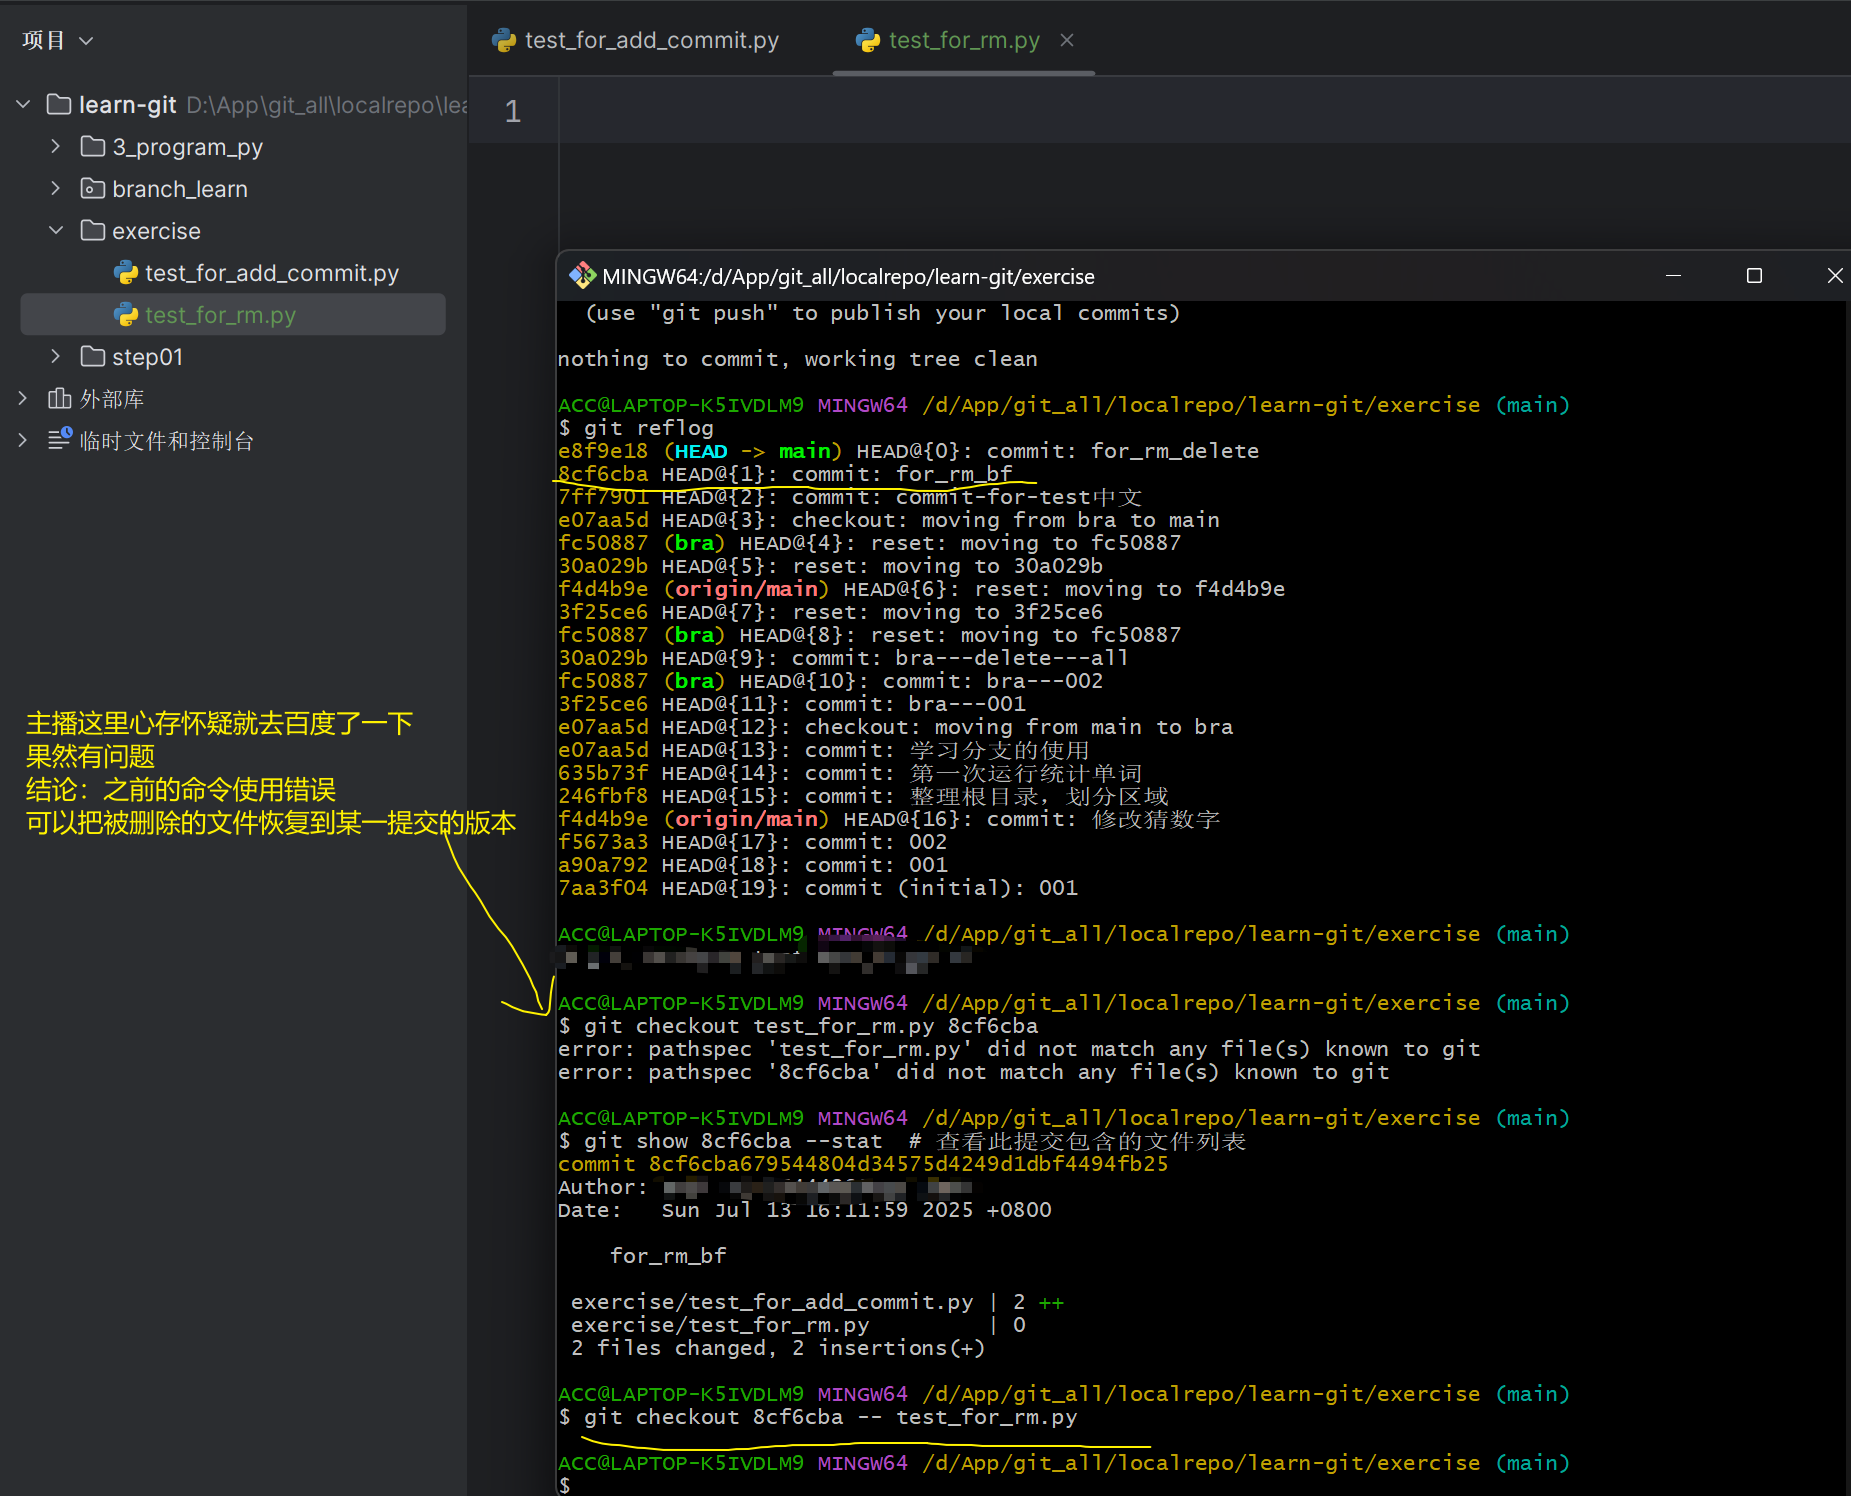 项目
test_for_add_commit.py
test_for_rm.py
learn-git D:\App\git_all\localrepo\lea
3_program_py
branch_learn
exercise
test_for_add_commit.py
test_for_rm.py
step01
外部库
临时文件和控制台
1
主播这里心存怀疑就去百度了一下
果然有问题
结论：之前的命令使用错误
可以把被删除的文件恢复到某一提交的版本
MINGW64:/d/App/git_all/localrepo/learn-git/exercise
(use "git push" to publish your local commits)
nothing to commit, working tree clean
ACC@LAPTOP-K5IVDLM9 MINGW64 /d/App/git_all/localrepo/learn-git/exercise (main)
$ git reflog
e8f9e18 (HEAD -> main) HEAD@{0}: commit: for_rm_delete
8cf6cba HEAD@{1}: commit: for_rm_bf
7ff7901 HEAD@{2}: commit: commit-for-test中文
e07aa5d HEAD@{3}: checkout: moving from bra to main
fc50887 (bra) HEAD@{4}: reset: moving to fc50887
30a029b HEAD@{5}: reset: moving to 30a029b
f4d4b9e (origin/main) HEAD@{6}: reset: moving to f4d4b9e
3f25ce6 HEAD@{7}: reset: moving to 3f25ce6
fc50887 (bra) HEAD@{8}: reset: moving to fc50887
30a029b HEAD@{9}: commit: bra---delete---all
fc50887 (bra) HEAD@{10}: commit: bra---002
3f25ce6 HEAD@{11}: commit: bra---001
e07aa5d HEAD@{12}: checkout: moving from main to bra
e07aa5d HEAD@{13}: commit: 学习分支的使用
635b73f HEAD@{14}: commit: 第一次运行统计单词
246fbf8 HEAD@{15}: commit: 整理根目录，划分区域
f4d4b9e (origin/main) HEAD@{16}: commit: 修改猜数字
f5673a3 HEAD@{17}: commit: 002
a90a792 HEAD@{18}: commit: 001
7aa3f04 HEAD@{19}: commit (initial): 001
ACC@LAPTOP-K5IVDLM9 MINGW64 /d/App/git_all/localrepo/learn-git/exercise (main)
ACC@LAPTOP-K5IVDLM9 MINGW64 /d/App/git_all/localrepo/learn-git/exercise (main)
$ git checkout test_for_rm.py 8cf6cba
error: pathspec 'test_for_rm.py' did not match any file(s) known to git
error: pathspec '8cf6cba' did not match any file(s) known to git
ACC@LAPTOP-K5IVDLM9 MINGW64 /d/App/git_all/localrepo/learn-git/exercise (main)
$ git show 8cf6cba --stat  # 查看此提交包含的文件列表
commit 8cf6cba679544804d34575d4249d1dbf4494fb25
Author:
Date:   Sun Jul 13 16:11:59 2025 +0800
for_rm_bf
exercise/test_for_add_commit.py | 2 ++
exercise/test_for_rm.py         | 0
2 files changed, 2 insertions(+)
ACC@LAPTOP-K5IVDLM9 MINGW64 /d/App/git_all/localrepo/learn-git/exercise (main)
$ git checkout 8cf6cba -- test_for_rm.py
ACC@LAPTOP-K5IVDLM9 MINGW64 /d/App/git_all/localrepo/learn-git/exercise (main)
$